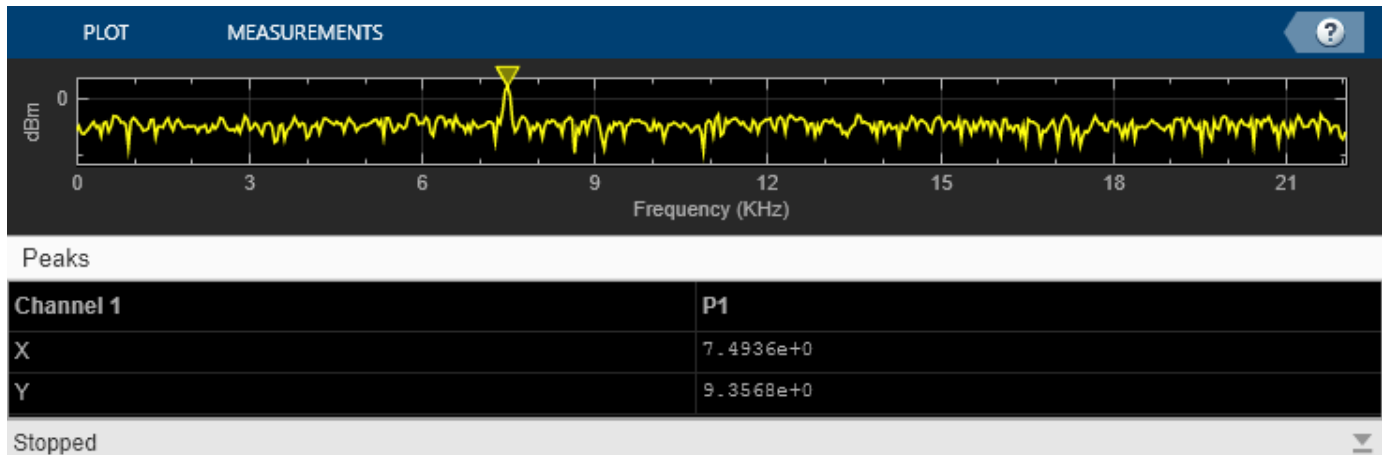 PLOT MEASUREMENTS ?
0
dBm
0 3 6 9 12 15 18 21
Frequency (KHz)
Peaks
Channel 1 P1
X 7.4936e+0
Y 9.3568e+0
Stopped